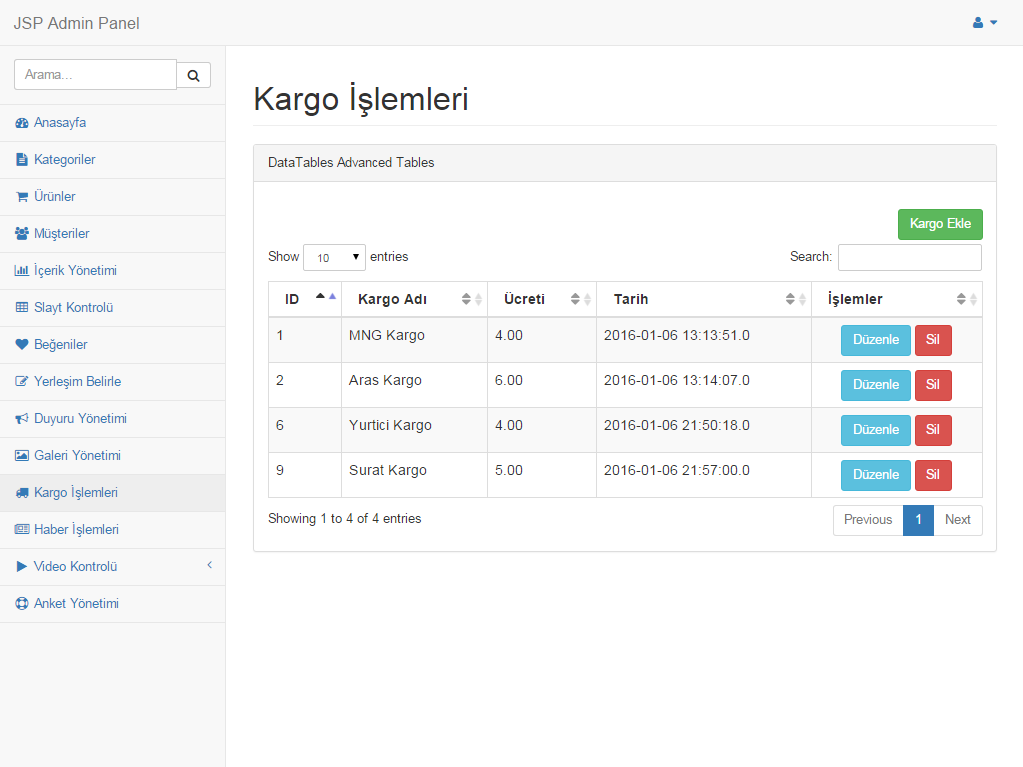 JSP Admin Panel
Arama...
Anasayfa
Kategoriler
Ürünler
Müşteriler
İçerik Yönetimi
Slayt Kontrolü
Beğeniler
Yerleşim Belirle
Duyuru Yönetimi
Galeri Yönetimi
Kargo İşlemleri
Haber İşlemleri
Video Kontrolü
Anket Yönetimi
Kargo İşlemleri
DataTables Advanced Tables
Kargo Ekle
Show 10 entries Search:
ID Kargo Adı Ücreti Tarih İşlemler
1 MNG Kargo 4.00 2016-01-06 13:13:51.0 Düzenle Sil
2 Aras Kargo 6.00 2016-01-06 13:14:07.0 Düzenle Sil
6 Yurtici Kargo 4.00 2016-01-06 21:50:18.0 Düzenle Sil
9 Surat Kargo 5.00 2016-01-06 21:57:00.0 Düzenle Sil
Showing 1 to 4 of 4 entries Previous 1 Next